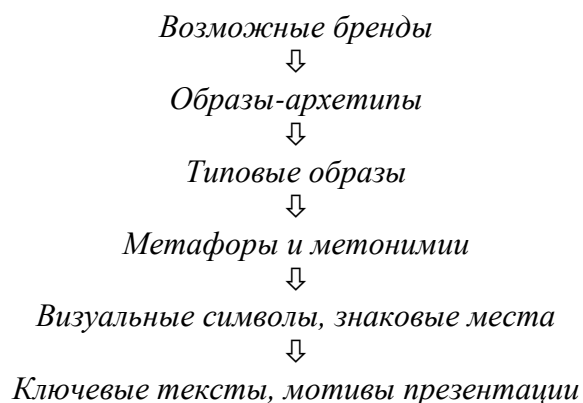 Возможные бренды
⇩
Образы-архетипы
⇩
Типовые образы
⇩
Метафоры и метонимии
⇩
Визуальные символы, знаковые места
⇩
Ключевые тексты, мотивы презентации